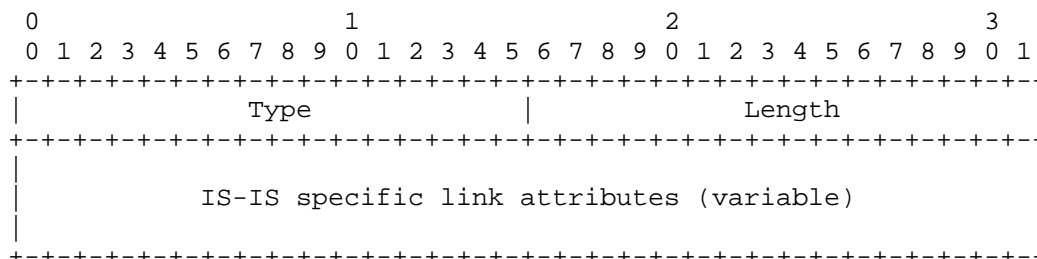 0                   1                   2                   3
 0 1 2 3 4 5 6 7 8 9 0 1 2 3 4 5 6 7 8 9 0 1 2 3 4 5 6 7 8 9 0 1
+-+-+-+-+-+-+-+-+-+-+-+-+-+-+-+-+-+-+-+-+-+-+-+-+-+-+-+-+-+-+-+-
|              Type             |             Length
+-+-+-+-+-+-+-+-+-+-+-+-+-+-+-+-+-+-+-+-+-+-+-+-+-+-+-+-+-+-+-+-
|
|           IS-IS specific link attributes (variable)
|
+-+-+-+-+-+-+-+-+-+-+-+-+-+-+-+-+-+-+-+-+-+-+-+-+-+-+-+-+-+-+-+-